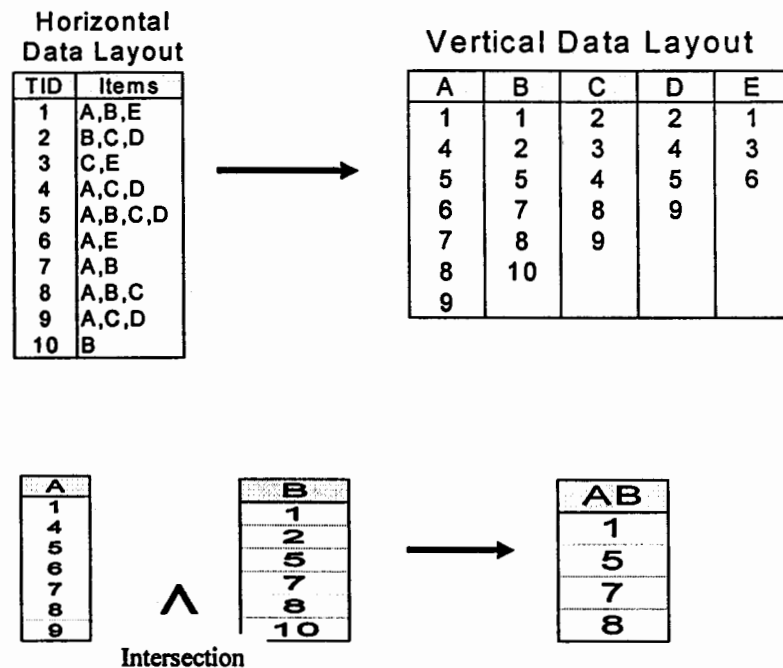 Horizontal
Data Layout
TID Items
1 A,B,E
2 B,C,D
3 C,E
4 A,C,D
5 A,B,C,D
6 A,E
7 A,B
8 A,B,C
9 A,C,D
10 B
Vertical Data Layout
A B C D E
1 1 2 2 1
4 2 3 4 3
5 5 4 5 6
6 7 8 9
7 8 9
8 10
9
A
1
4
5
6
7
8
9
∧
Intersection
B
1
2
5
7
8
10
AB
1
5
7
8